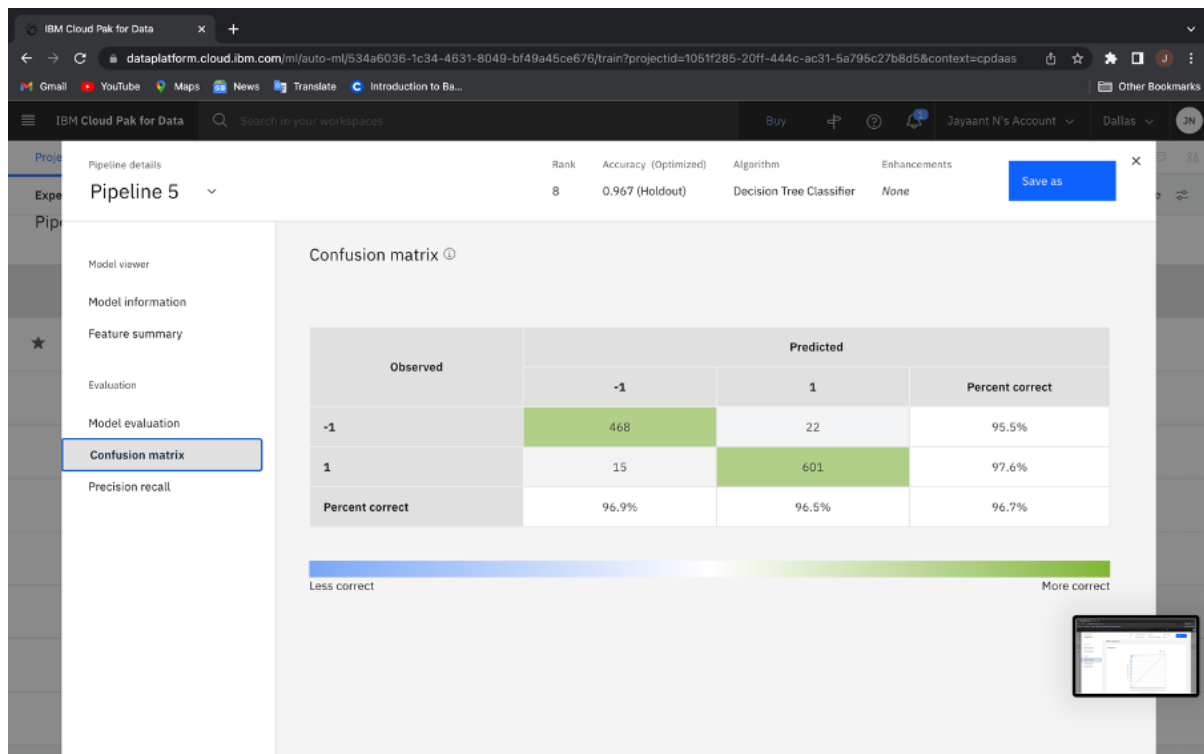 IBM Cloud Pak for Data
dataplatform.cloud.ibm.com/ml/auto-ml/534a6036-1c34-4631-8049-bf49a45ce676/train?projectid=1051f285-20ff-444c-ac31-5a795c27b8d5&context=cpdaas
J
Gmail YouTube Maps News Translate Introduction to Ba... Other Bookmarks
IBM Cloud Pak for Data Search in your workspaces Buy Jayaant N's Account Dallas JN
Proje
Pipeline details Rank Accuracy (Optimized) Algorithm Enhancements
Pipeline 5 8 0.967 (Holdout) Decision Tree Classifier None Save as
Expe
Pipe
Confusion matrix
Model viewer
Model information
Feature summary
Evaluation
Model evaluation
Confusion matrix
Precision recall
Observed Predicted
-1 1 Percent correct
-1 468 22 95.5%
1 15 601 97.6%
Percent correct 96.9% 96.5% 96.7%
Less correct More correct